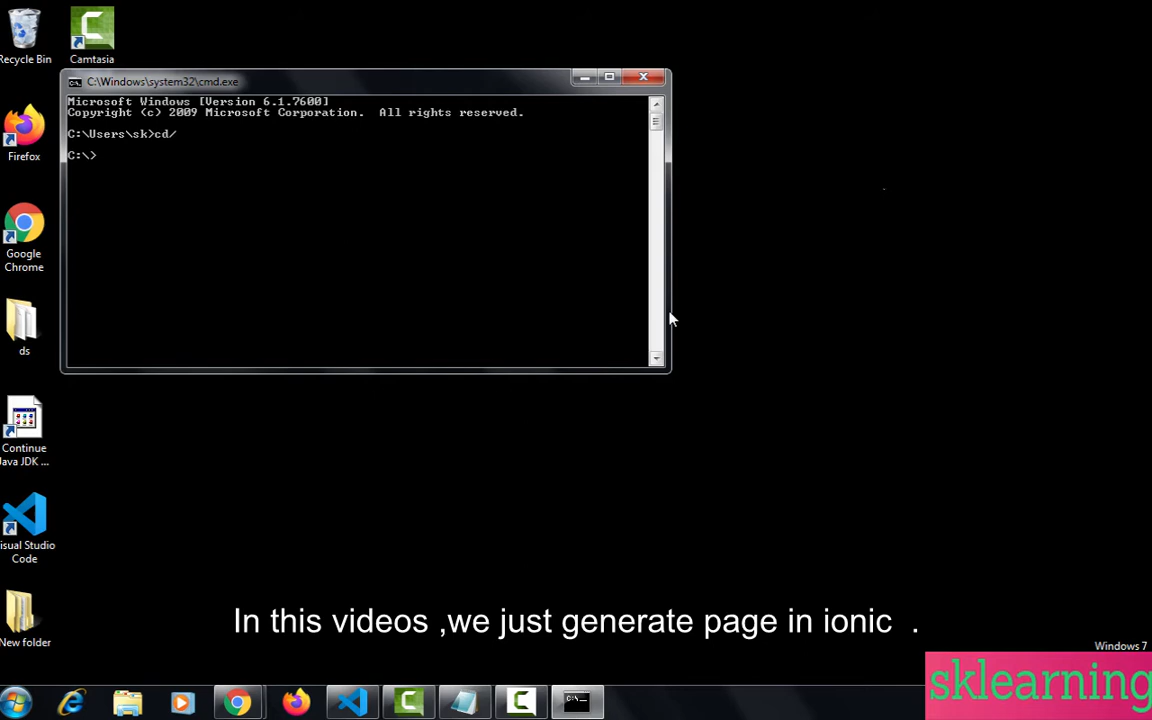 Recycle Bin
Camtasia
C:\Windows\system32\cmd.exe
Microsoft Windows [Version 6.1.7600]
Copyright (c) 2009 Microsoft Corporation.  All rights reserved.
C:\Users\sk>cd/
C:\>
Firefox
Google
Chrome
ds
Continue
Java JDK ...
isual Studio
Code
New folder
In this videos ,we just generate page in ionic  .
Windows 7
sklearning